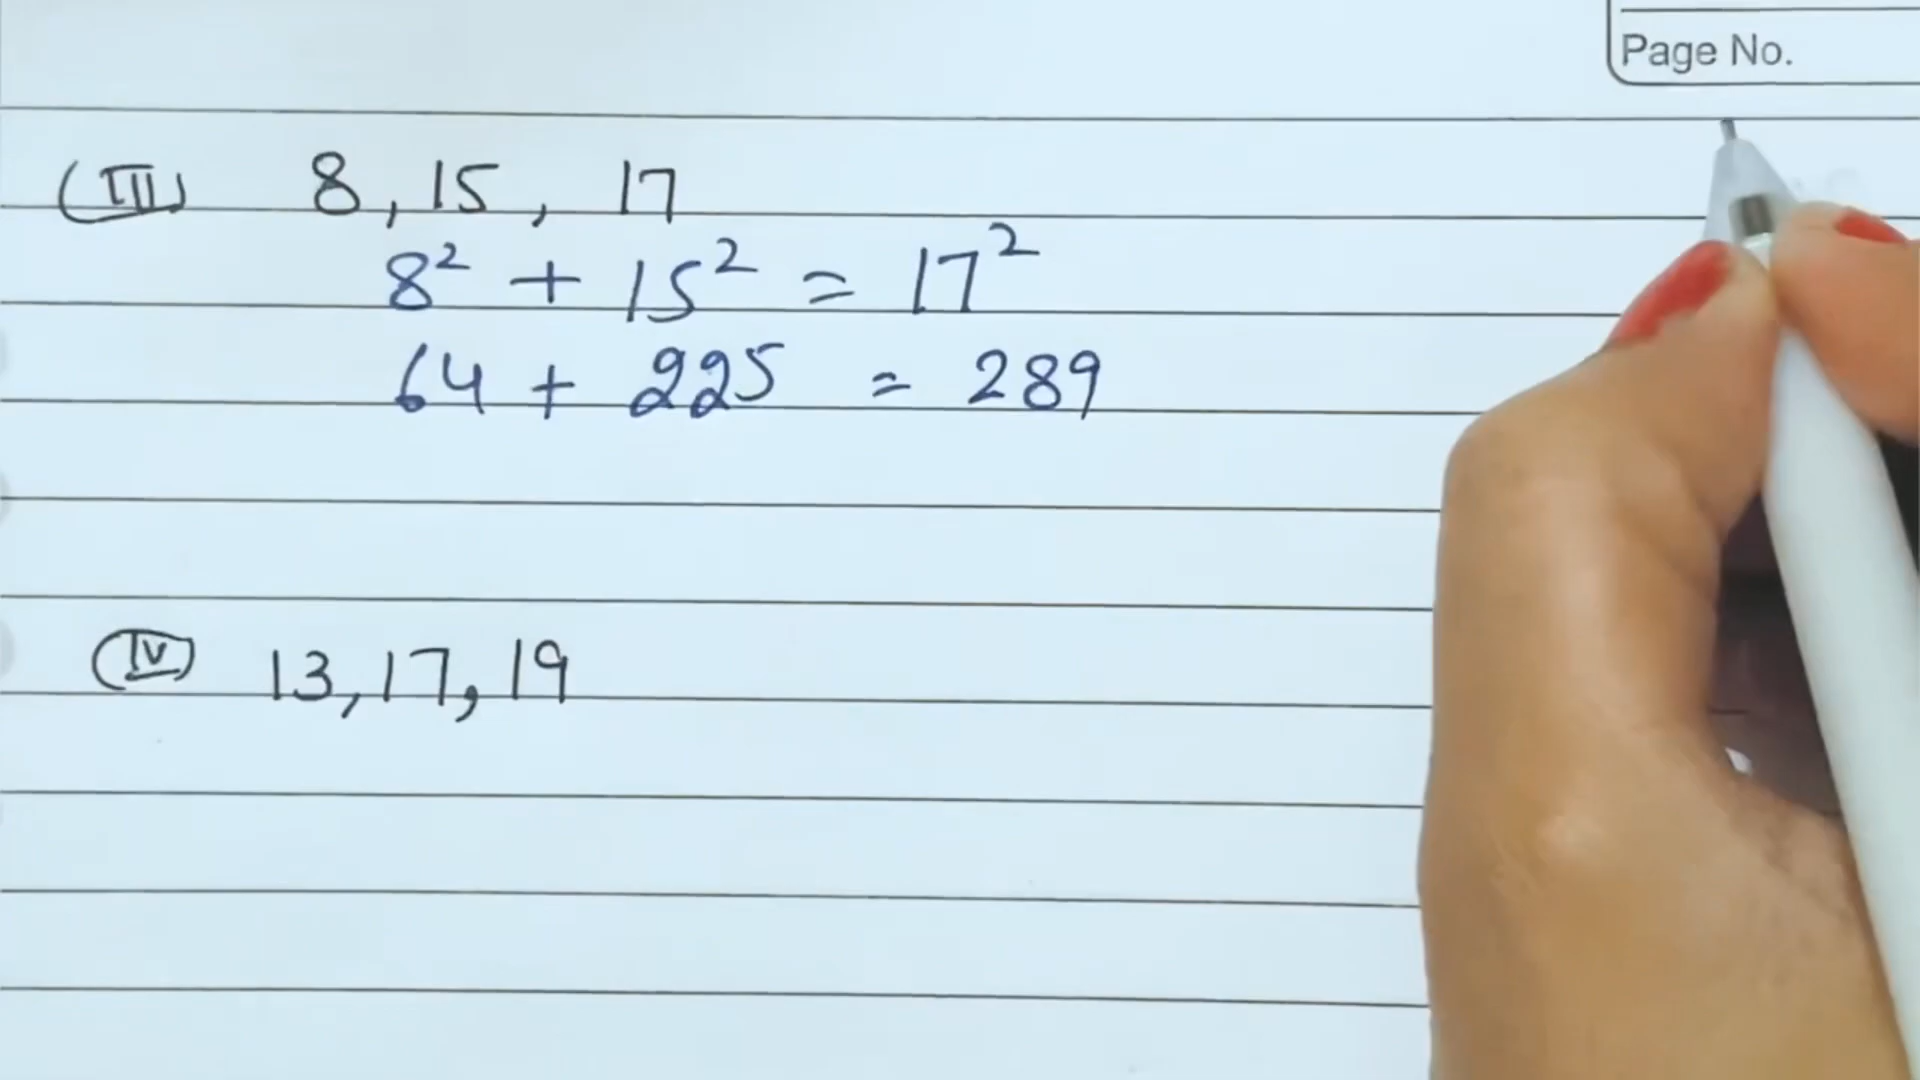 Page No.
(III) 8, 15, 17
8² + 15² = 17²
64 + 225 = 289
(IV) 13, 17, 19